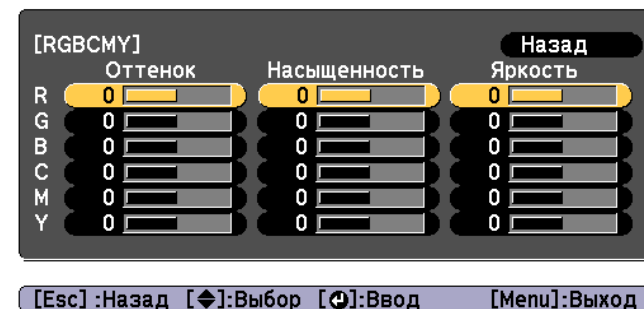 [RGBCMY] Назад
Оттенок Насыщенность Яркость
R 0 0 0
G 0 0 0
B 0 0 0
C 0 0 0
M 0 0 0
Y 0 0 0
[Esc] :Назад [◆]:Выбор [⏎]:Ввод [Menu]:Выход